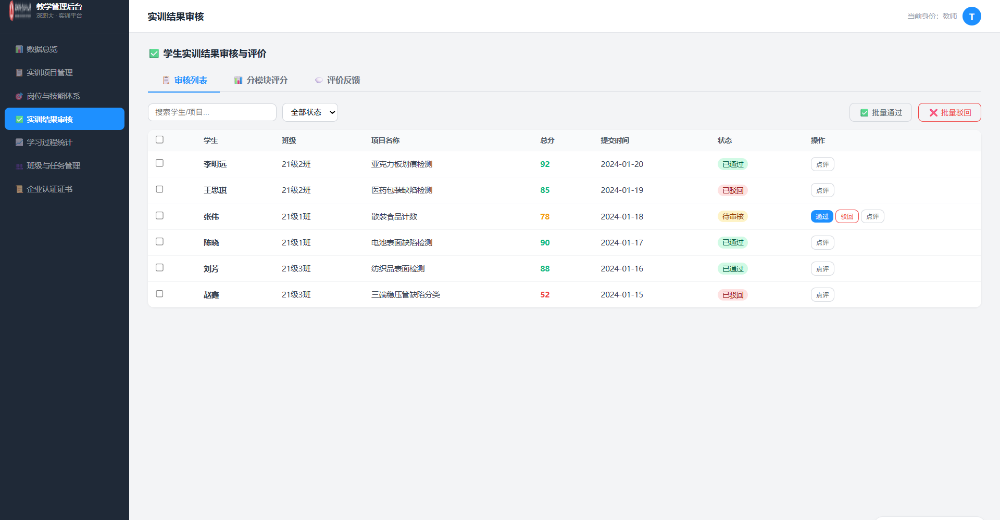 教学管理后台
深职大 · 实训平台
数据总览
实训项目管理
岗位与技能体系
实训结果审核
学习过程统计
班级与任务管理
企业认证证书
实训结果审核
当前身份：教师
T
学生实训结果审核与评价
审核列表
分模块评分
评价反馈
搜索学生/项目...
全部状态
批量通过
批量驳回
学生 班级 项目名称 总分 提交时间 状态 操作
李明远 21级2班 亚克力板划痕检测 92 2024-01-20 已通过 点评
王思琪 21级2班 医药包装缺陷检测 85 2024-01-19 已驳回 点评
张伟 21级1班 散装食品计数 78 2024-01-18 待审核 通过 驳回 点评
陈晓 21级1班 电池表面缺陷检测 90 2024-01-17 已通过 点评
刘芳 21级3班 纺织品表面检测 88 2024-01-16 已通过 点评
赵鑫 21级3班 三端稳压管缺陷分类 52 2024-01-15 已驳回 点评